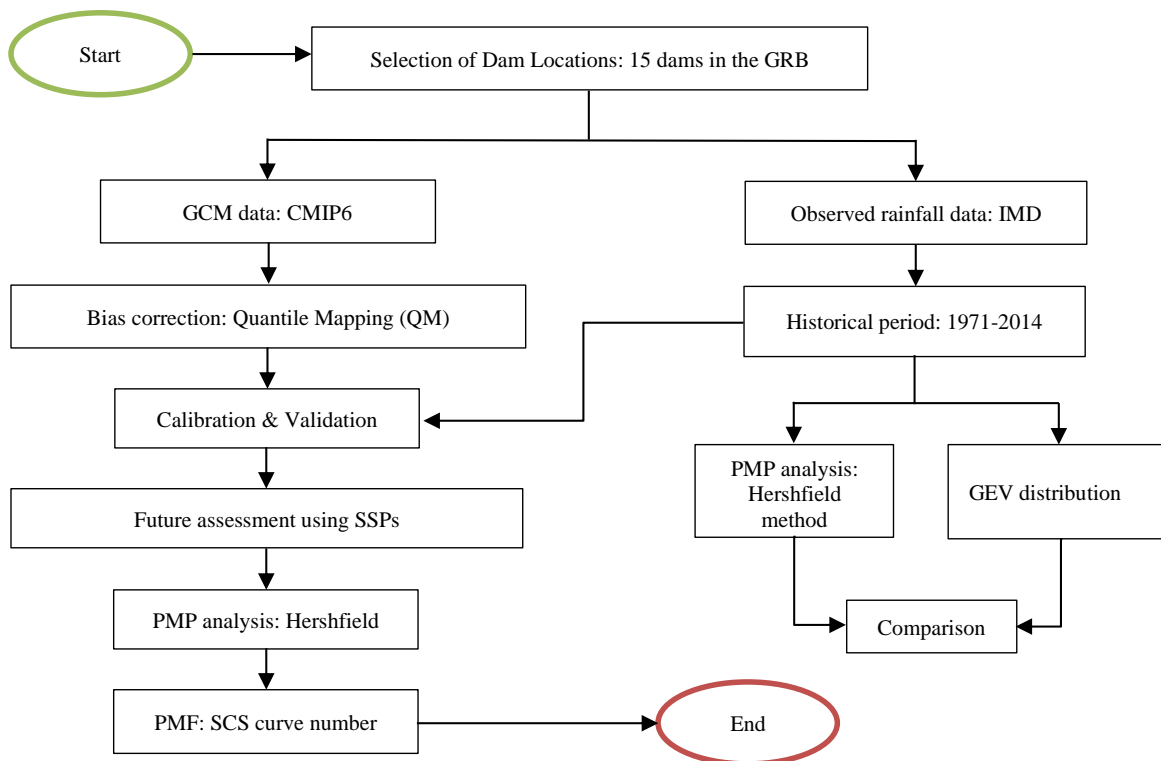 Start
Selection of Dam Locations: 15 dams in the GRB
GCM data: CMIP6
Observed rainfall data: IMD
Bias correction: Quantile Mapping (QM)
Historical period: 1971-2014
Calibration & Validation
PMP analysis:
Hershfield
method
GEV distribution
Future assessment using SSPs
PMP analysis: Hershfield
Comparison
PMF: SCS curve number
End